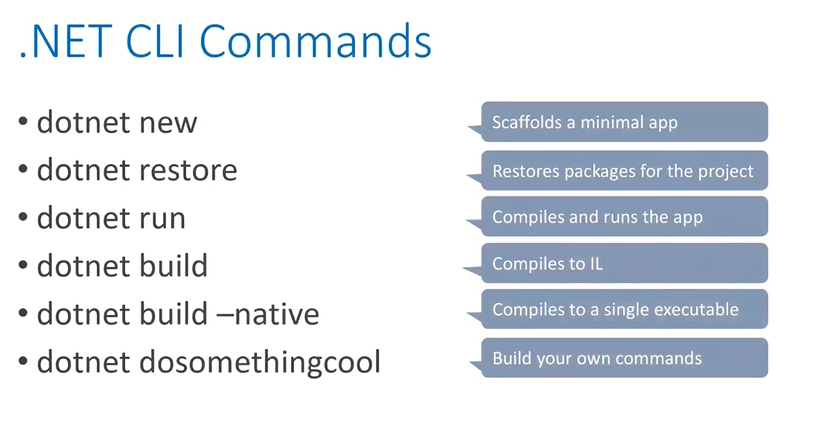 .NET CLI Commands
• dotnet new
Scaffolds a minimal app
• dotnet restore
Restores packages for the project
• dotnet run
Compiles and runs the app
• dotnet build
Compiles to IL
• dotnet build –native
Compiles to a single executable
• dotnet dosomethingcool
Build your own commands